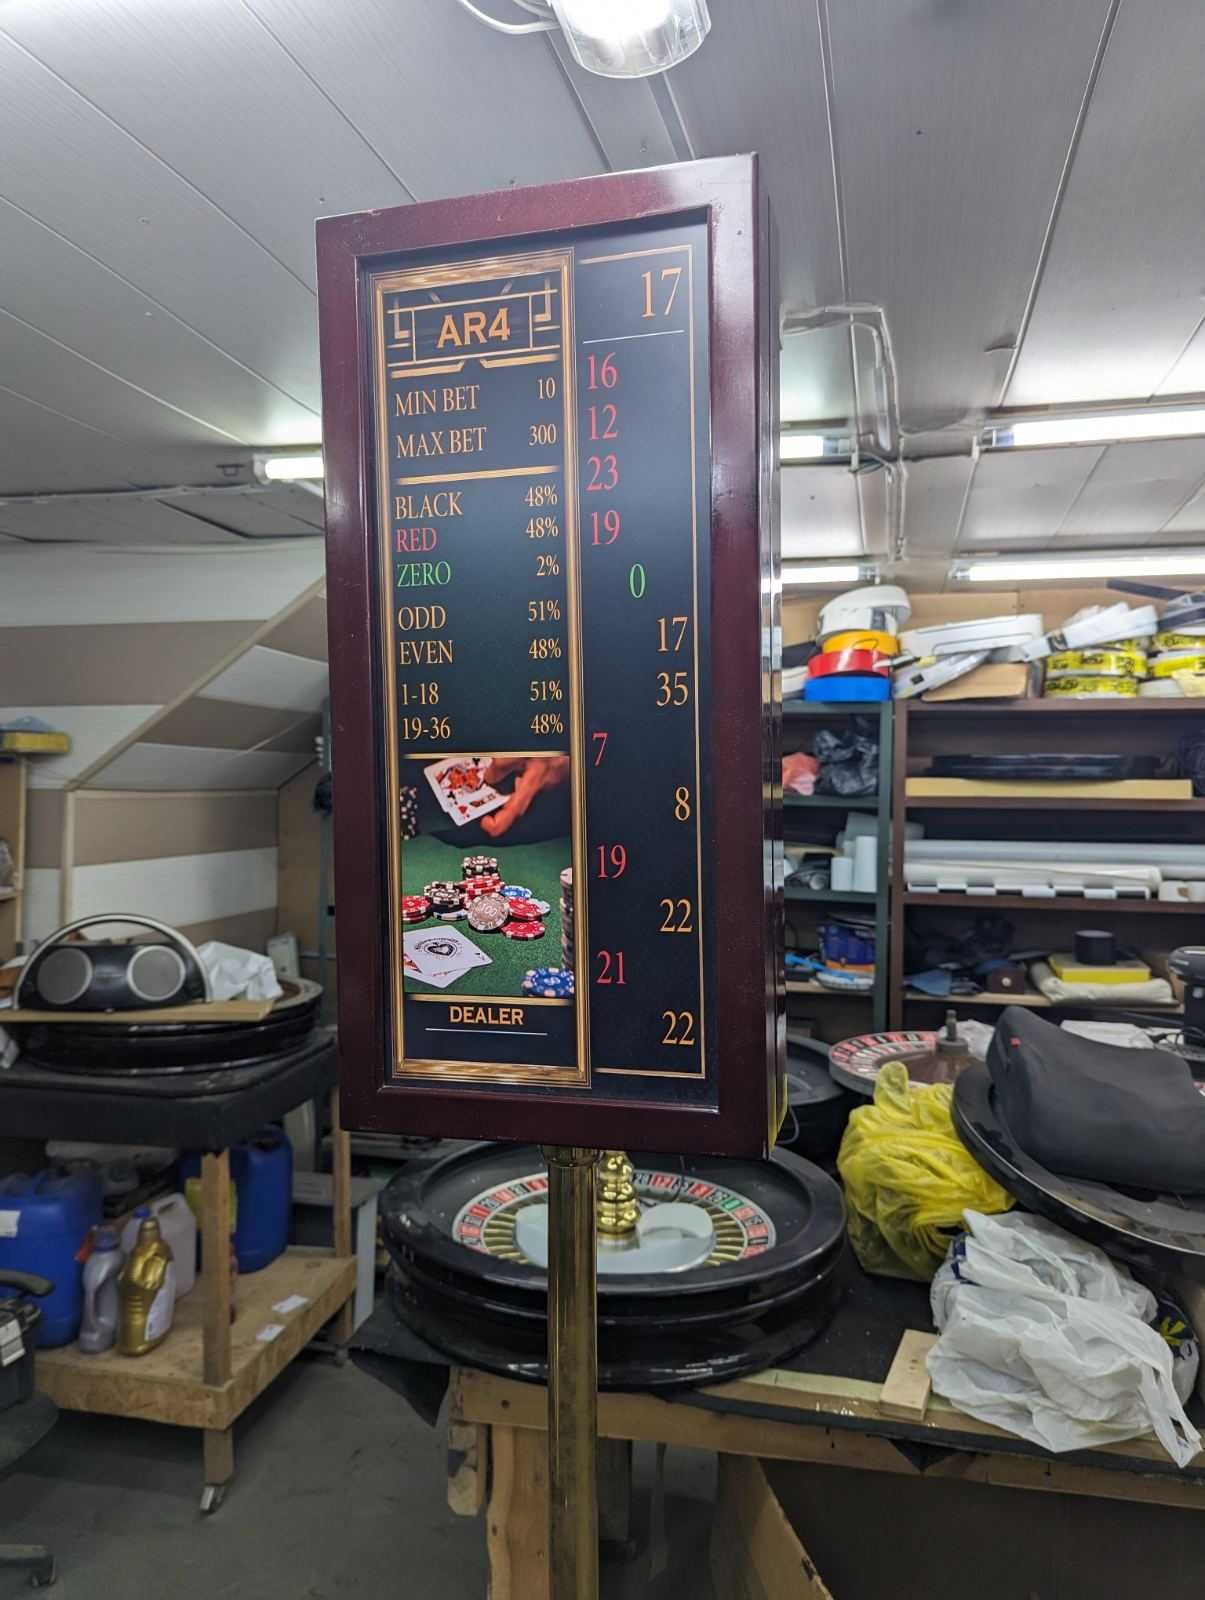 AR4
MIN BET 10
MAX BET 300
BLACK 48%
RED 48%
ZERO 2%
ODD 51%
EVEN 48%
1-18 51%
19-36 48%
DEALER
17
16
12
23
19
0
17
35
7
8
19
22
21
22